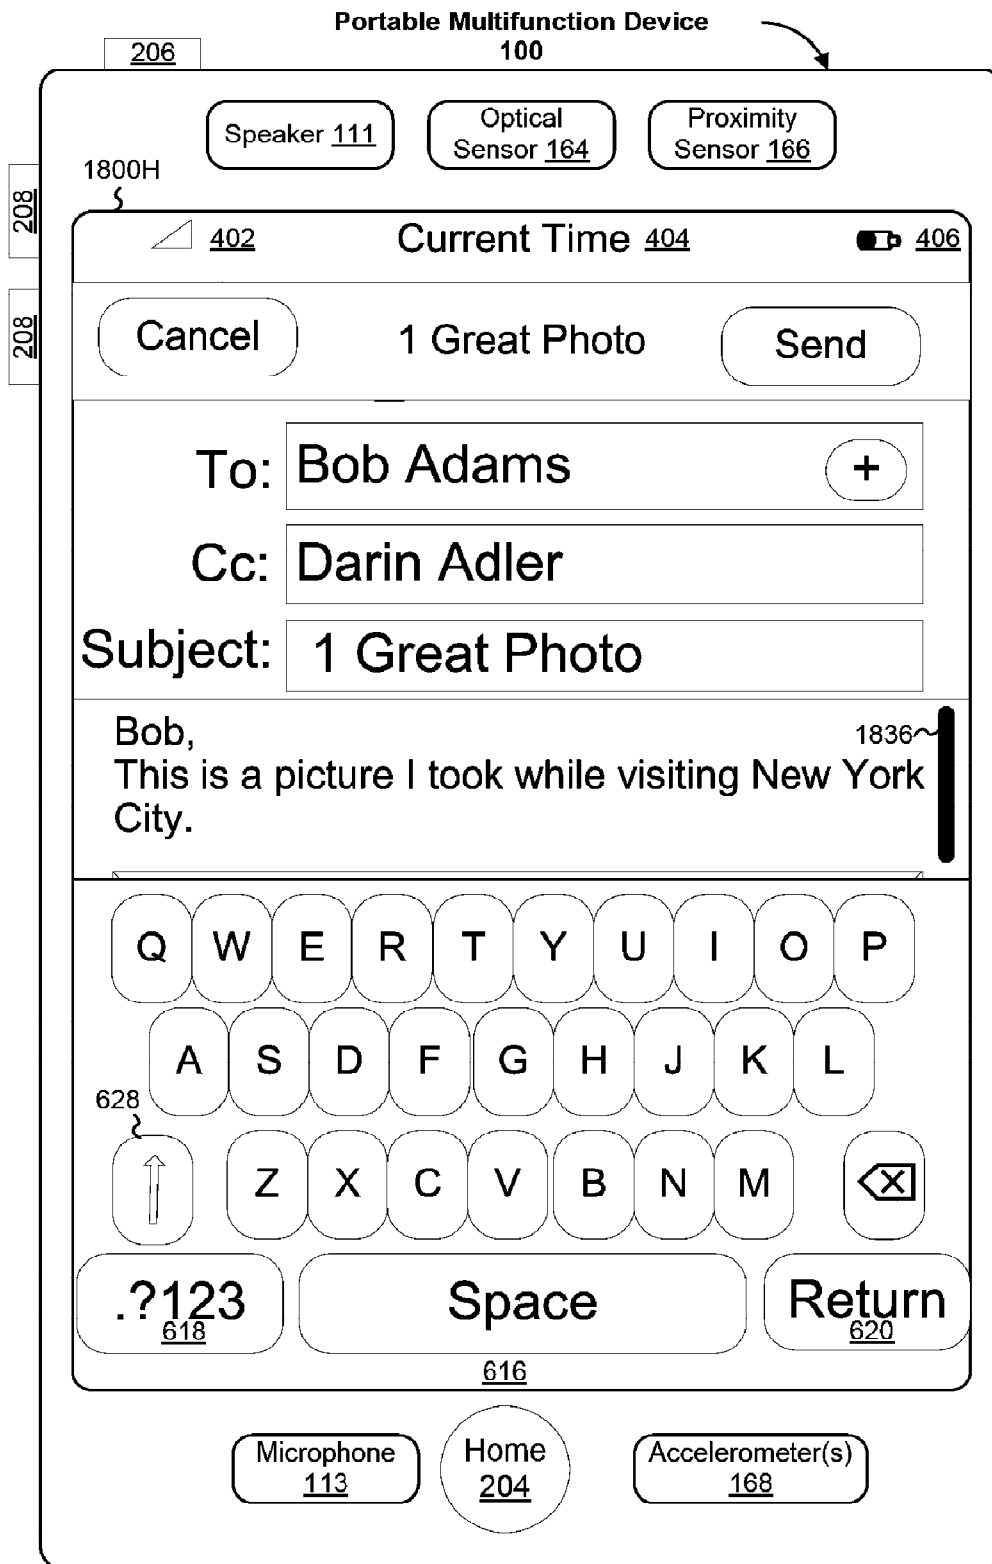 Portable Multifunction Device
100
206
Speaker 111
Optical
Sensor 164
Proximity
Sensor 166
1800H
208
208
402
Current Time 404
406
Cancel
1 Great Photo
Send
To: Bob Adams +
Cc: Darin Adler
Subject: 1 Great Photo
Bob,
1836
This is a picture I took while visiting New York
City.
Q W E R T Y U I O P
A S D F G H J K L
628
Z X C V B N M
.?123
618
Space
Return
620
616
Microphone
113
Home
204
Accelerometer(s)
168